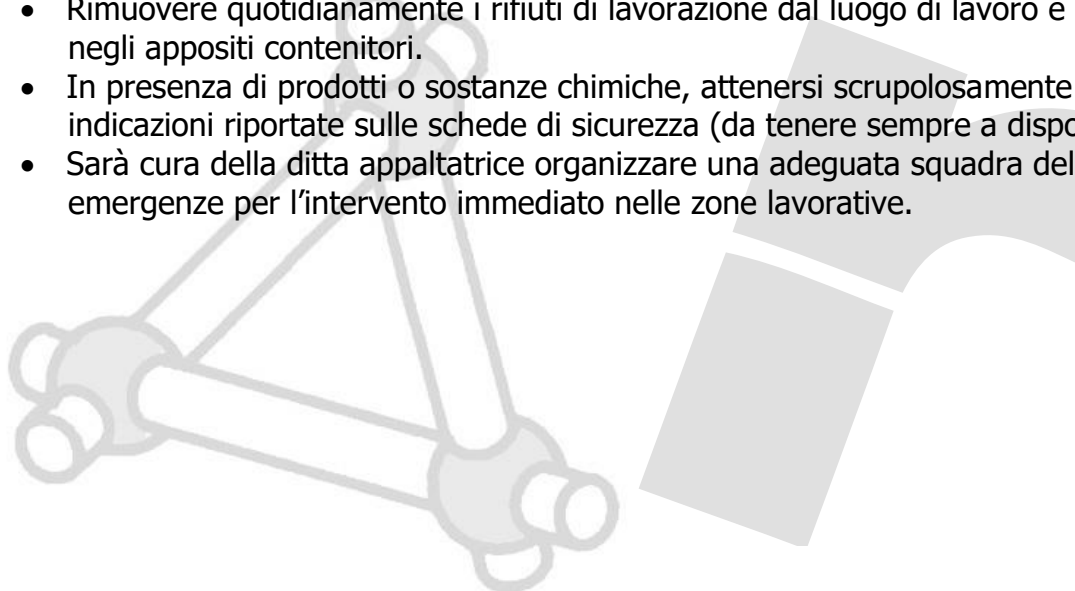 • Rimuovere quotidianamente i rifiuti di lavorazione dal luogo di lavoro e
negli appositi contenitori.
• In presenza di prodotti o sostanze chimiche, attenersi scrupolosamente
indicazioni riportate sulle schede di sicurezza (da tenere sempre a dispo
• Sarà cura della ditta appaltatrice organizzare una adeguata squadra del
emergenze per l’intervento immediato nelle zone lavorative.